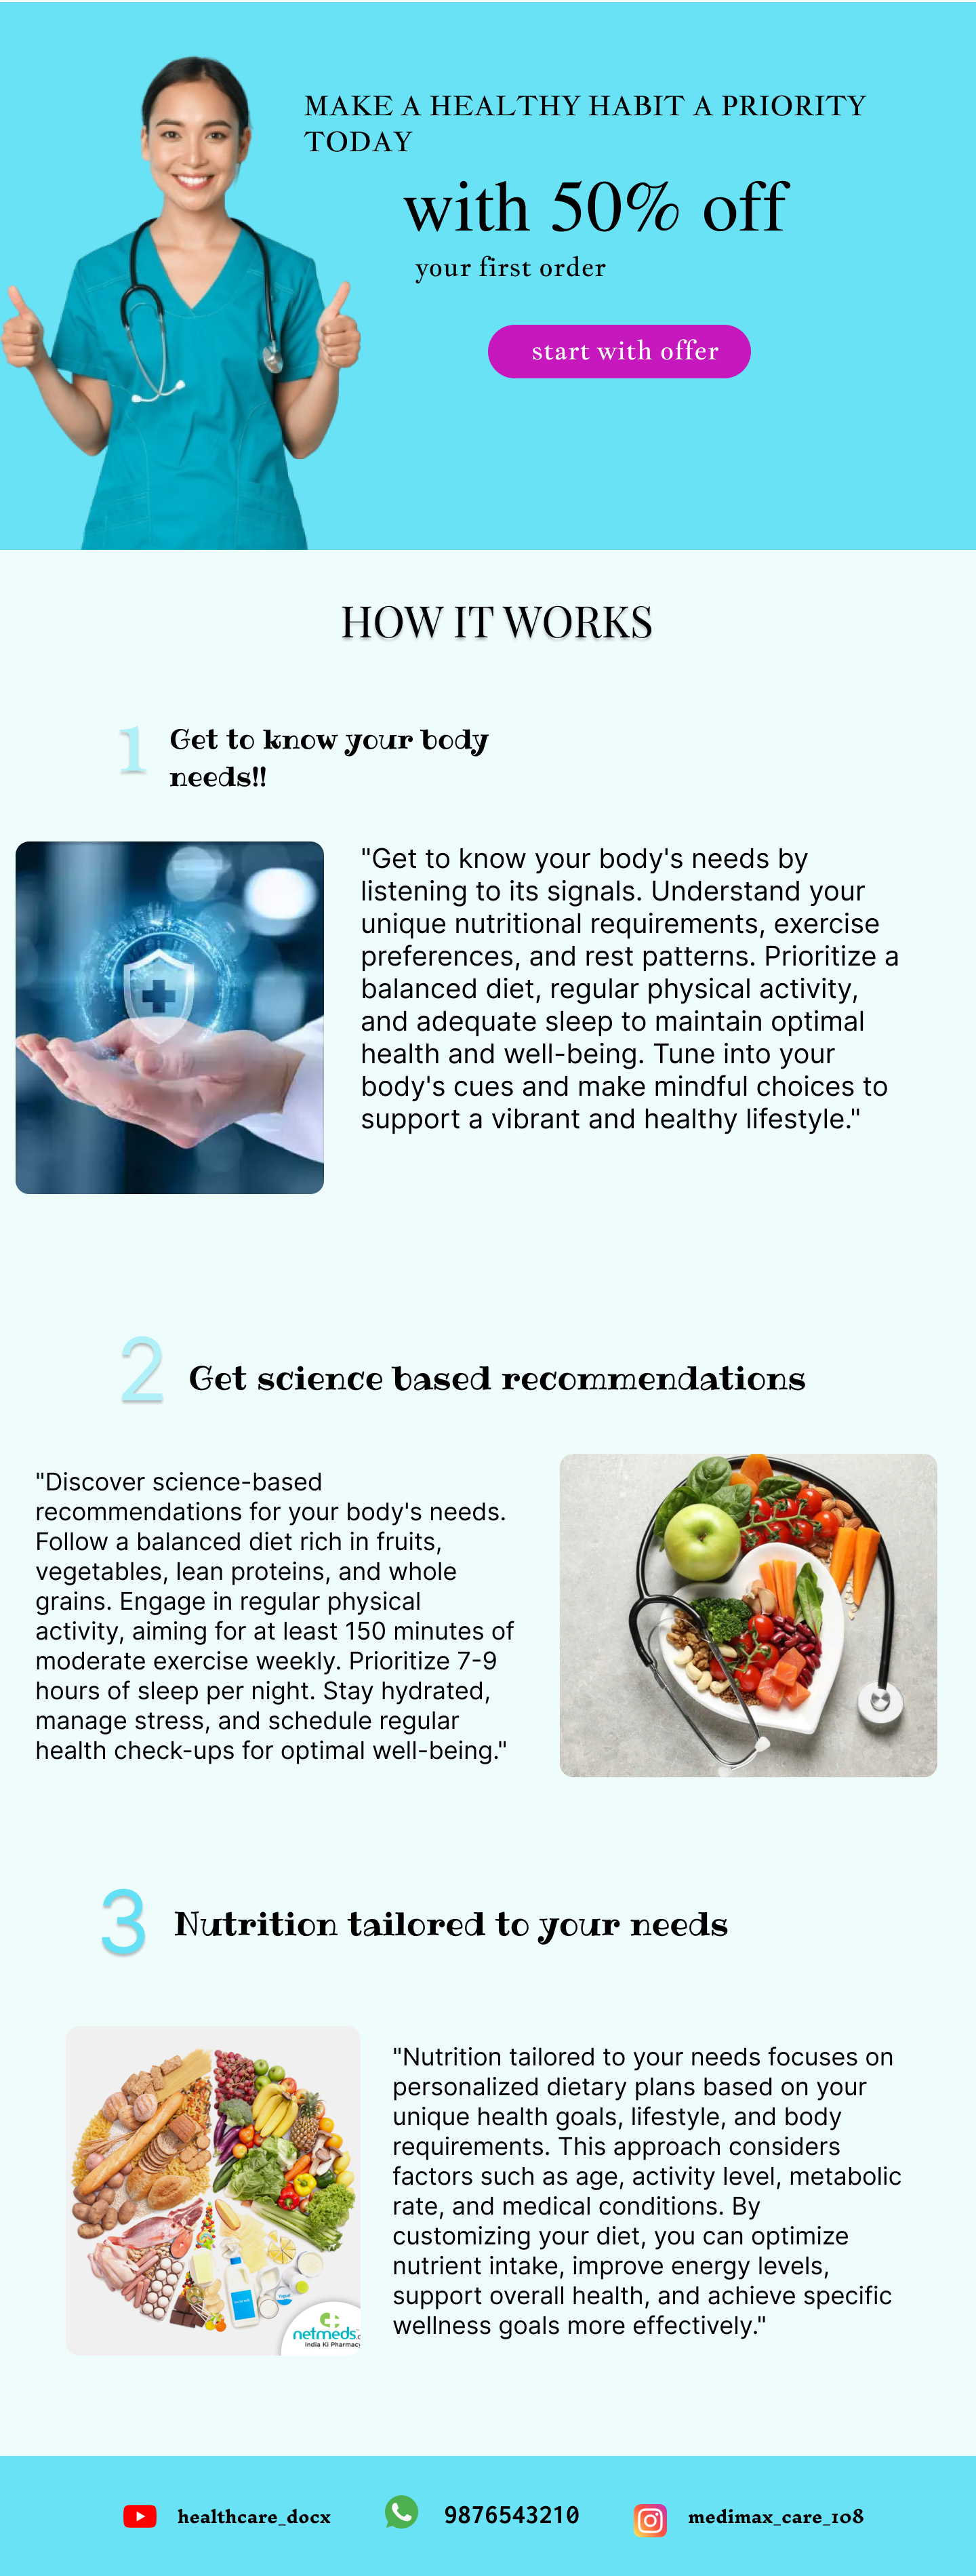 MAKE A HEALTHY HABIT A PRIORITY
TODAY
with 50% off
your first order
start with offer
HOW IT WORKS
1
Get to know your body
needs!!
"Get to know your body's needs by
listening to its signals. Understand your
unique nutritional requirements, exercise
preferences, and rest patterns. Prioritize a
balanced diet, regular physical activity,
and adequate sleep to maintain optimal
health and well-being. Tune into your
body's cues and make mindful choices to
support a vibrant and healthy lifestyle."
2
Get science based recommendations
"Discover science-based
recommendations for your body's needs.
Follow a balanced diet rich in fruits,
vegetables, lean proteins, and whole
grains. Engage in regular physical
activity, aiming for at least 150 minutes of
moderate exercise weekly. Prioritize 7-9
hours of sleep per night. Stay hydrated,
manage stress, and schedule regular
health check-ups for optimal well-being."
3
Nutrition tailored to your needs
netmeds.
India Ki Pharmacy
"Nutrition tailored to your needs focuses on
personalized dietary plans based on your
unique health goals, lifestyle, and body
requirements. This approach considers
factors such as age, activity level, metabolic
rate, and medical conditions. By
customizing your diet, you can optimize
nutrient intake, improve energy levels,
support overall health, and achieve specific
wellness goals more effectively."
healthcare_docx
9876543210
medimax_care_108